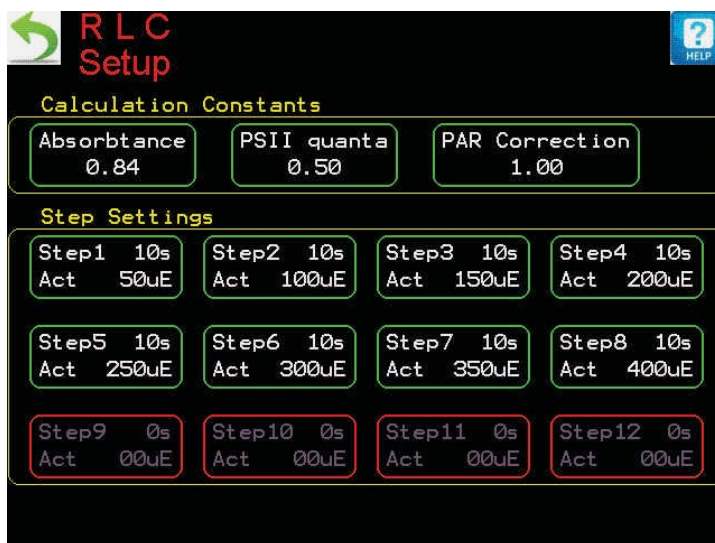 R L C
Setup
HELP
Calculation Constants
Absorbtance PSII quanta PAR Correction
0.84 0.50 1.00
Step Settings
Step1 10s Step2 10s Step3 10s Step4 10s
Act 50uE Act 100uE Act 150uE Act 200uE
Step5 10s Step6 10s Step7 10s Step8 10s
Act 250uE Act 300uE Act 350uE Act 400uE
Step9 0s Step10 0s Step11 0s Step12 0s
Act 00uE Act 00uE Act 00uE Act 00uE